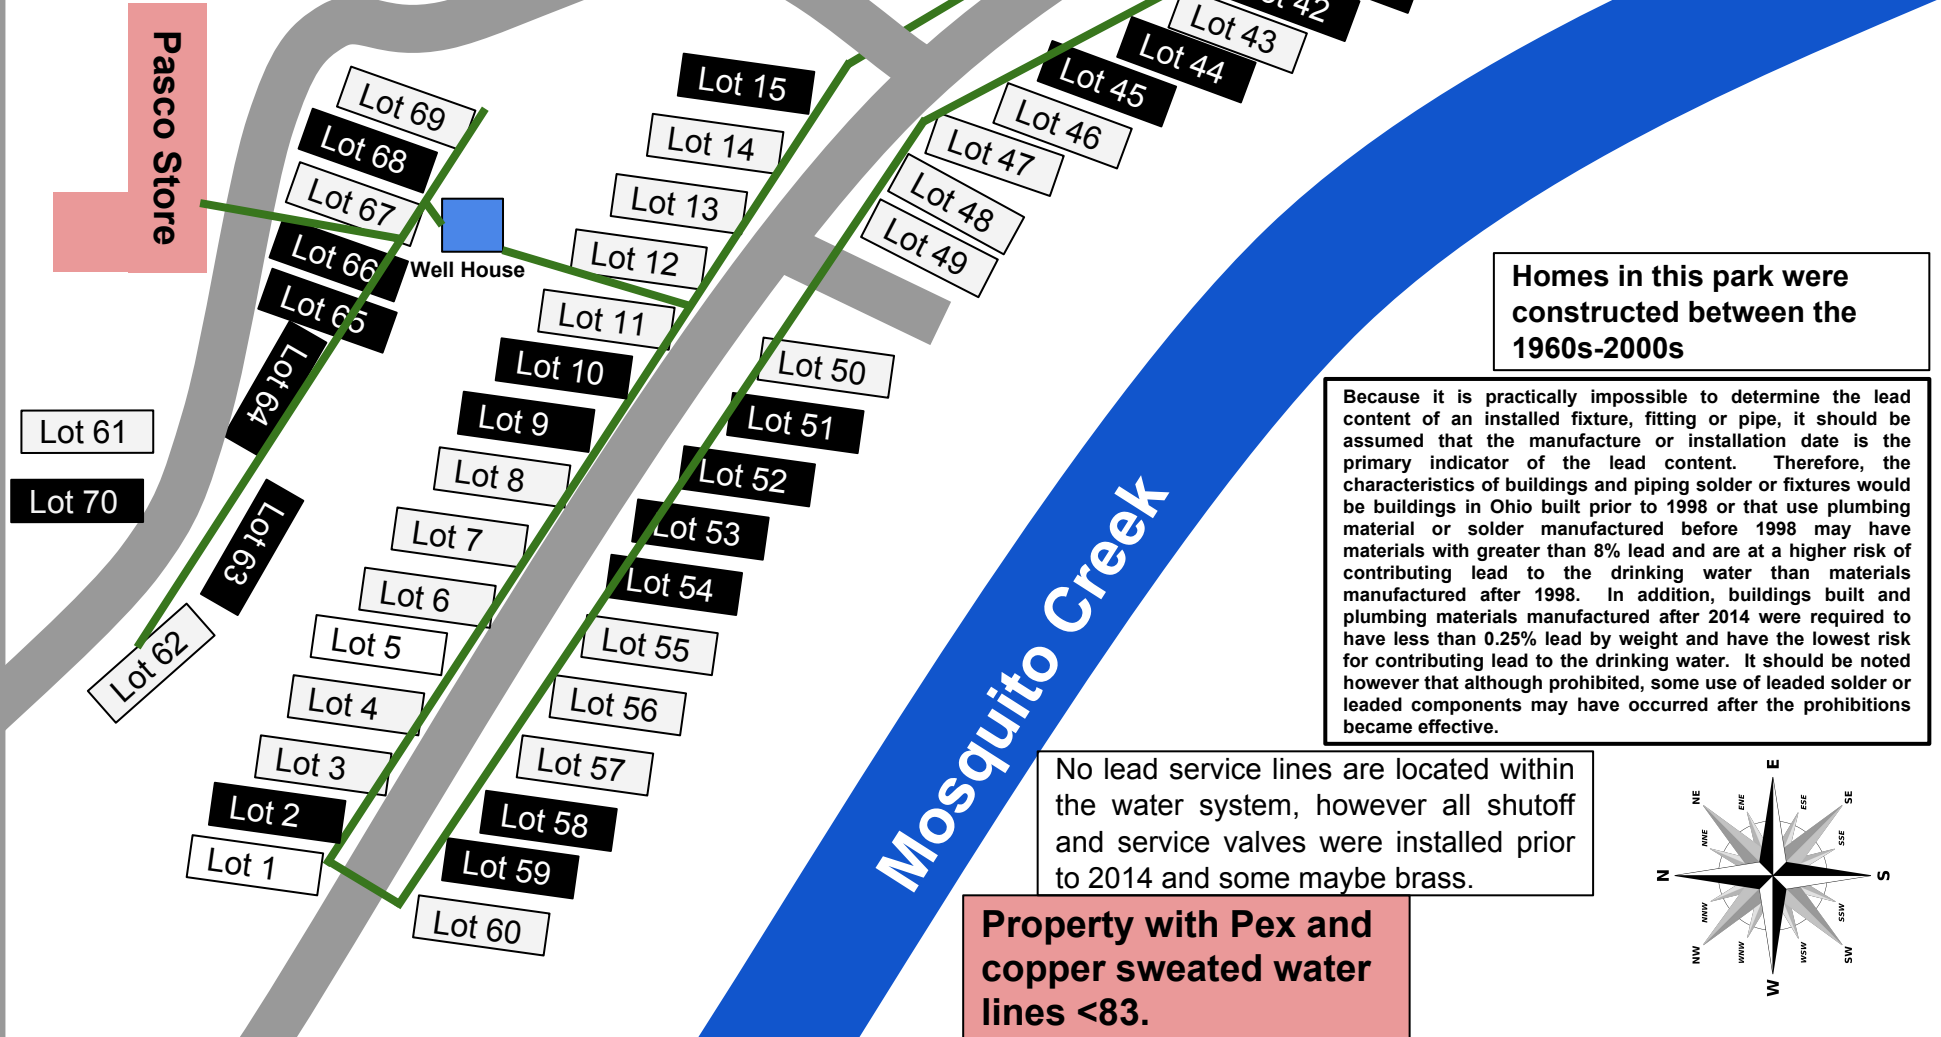 Pasco Store
Lot 69
Lot 68
Lot 67
Lot 66
Lot 65
Lot 64
Lot 63
Lot 62
Lot 61
Lot 70
Well House
Lot 15
Lot 14
Lot 13
Lot 12
Lot 11
Lot 10
Lot 9
Lot 8
Lot 7
Lot 6
Lot 5
Lot 4
Lot 3
Lot 2
Lot 1
42
Lot 43
Lot 44
Lot 45
Lot 46
Lot 47
Lot 48
Lot 49
Lot 50
Lot 51
Lot 52
Lot 53
Lot 54
Lot 55
Lot 56
Lot 57
Lot 58
Lot 59
Lot 60
Mosquito Creek
Homes in this park were
constructed between the
1960s-2000s
Because it is practically impossible to determine the lead
content of an installed fixture, fitting or pipe, it should be
assumed that the manufacture or installation date is the
primary indicator of the lead content. Therefore, the
characteristics of buildings and piping solder or fixtures would
be buildings in Ohio built prior to 1998 or that use plumbing
material or solder manufactured before 1998 may have
materials with greater than 8% lead and are at a higher risk of
contributing lead to the drinking water than materials
manufactured after 1998. In addition, buildings built and
plumbing materials manufactured after 2014 were required to
have less than 0.25% lead by weight and have the lowest risk
for contributing lead to the drinking water. It should be noted
however that although prohibited, some use of leaded solder or
leaded components may have occurred after the prohibitions
became effective.
No lead service lines are located within
the water system, however all shutoff
and service valves were installed prior
to 2014 and some maybe brass.
Property with Pex and
copper sweated water
lines <83.
E
NE
ENE
ESE
SE
NNE
SSE
N
S
NNW
SSW
NW
WNW
WSW
SW
W